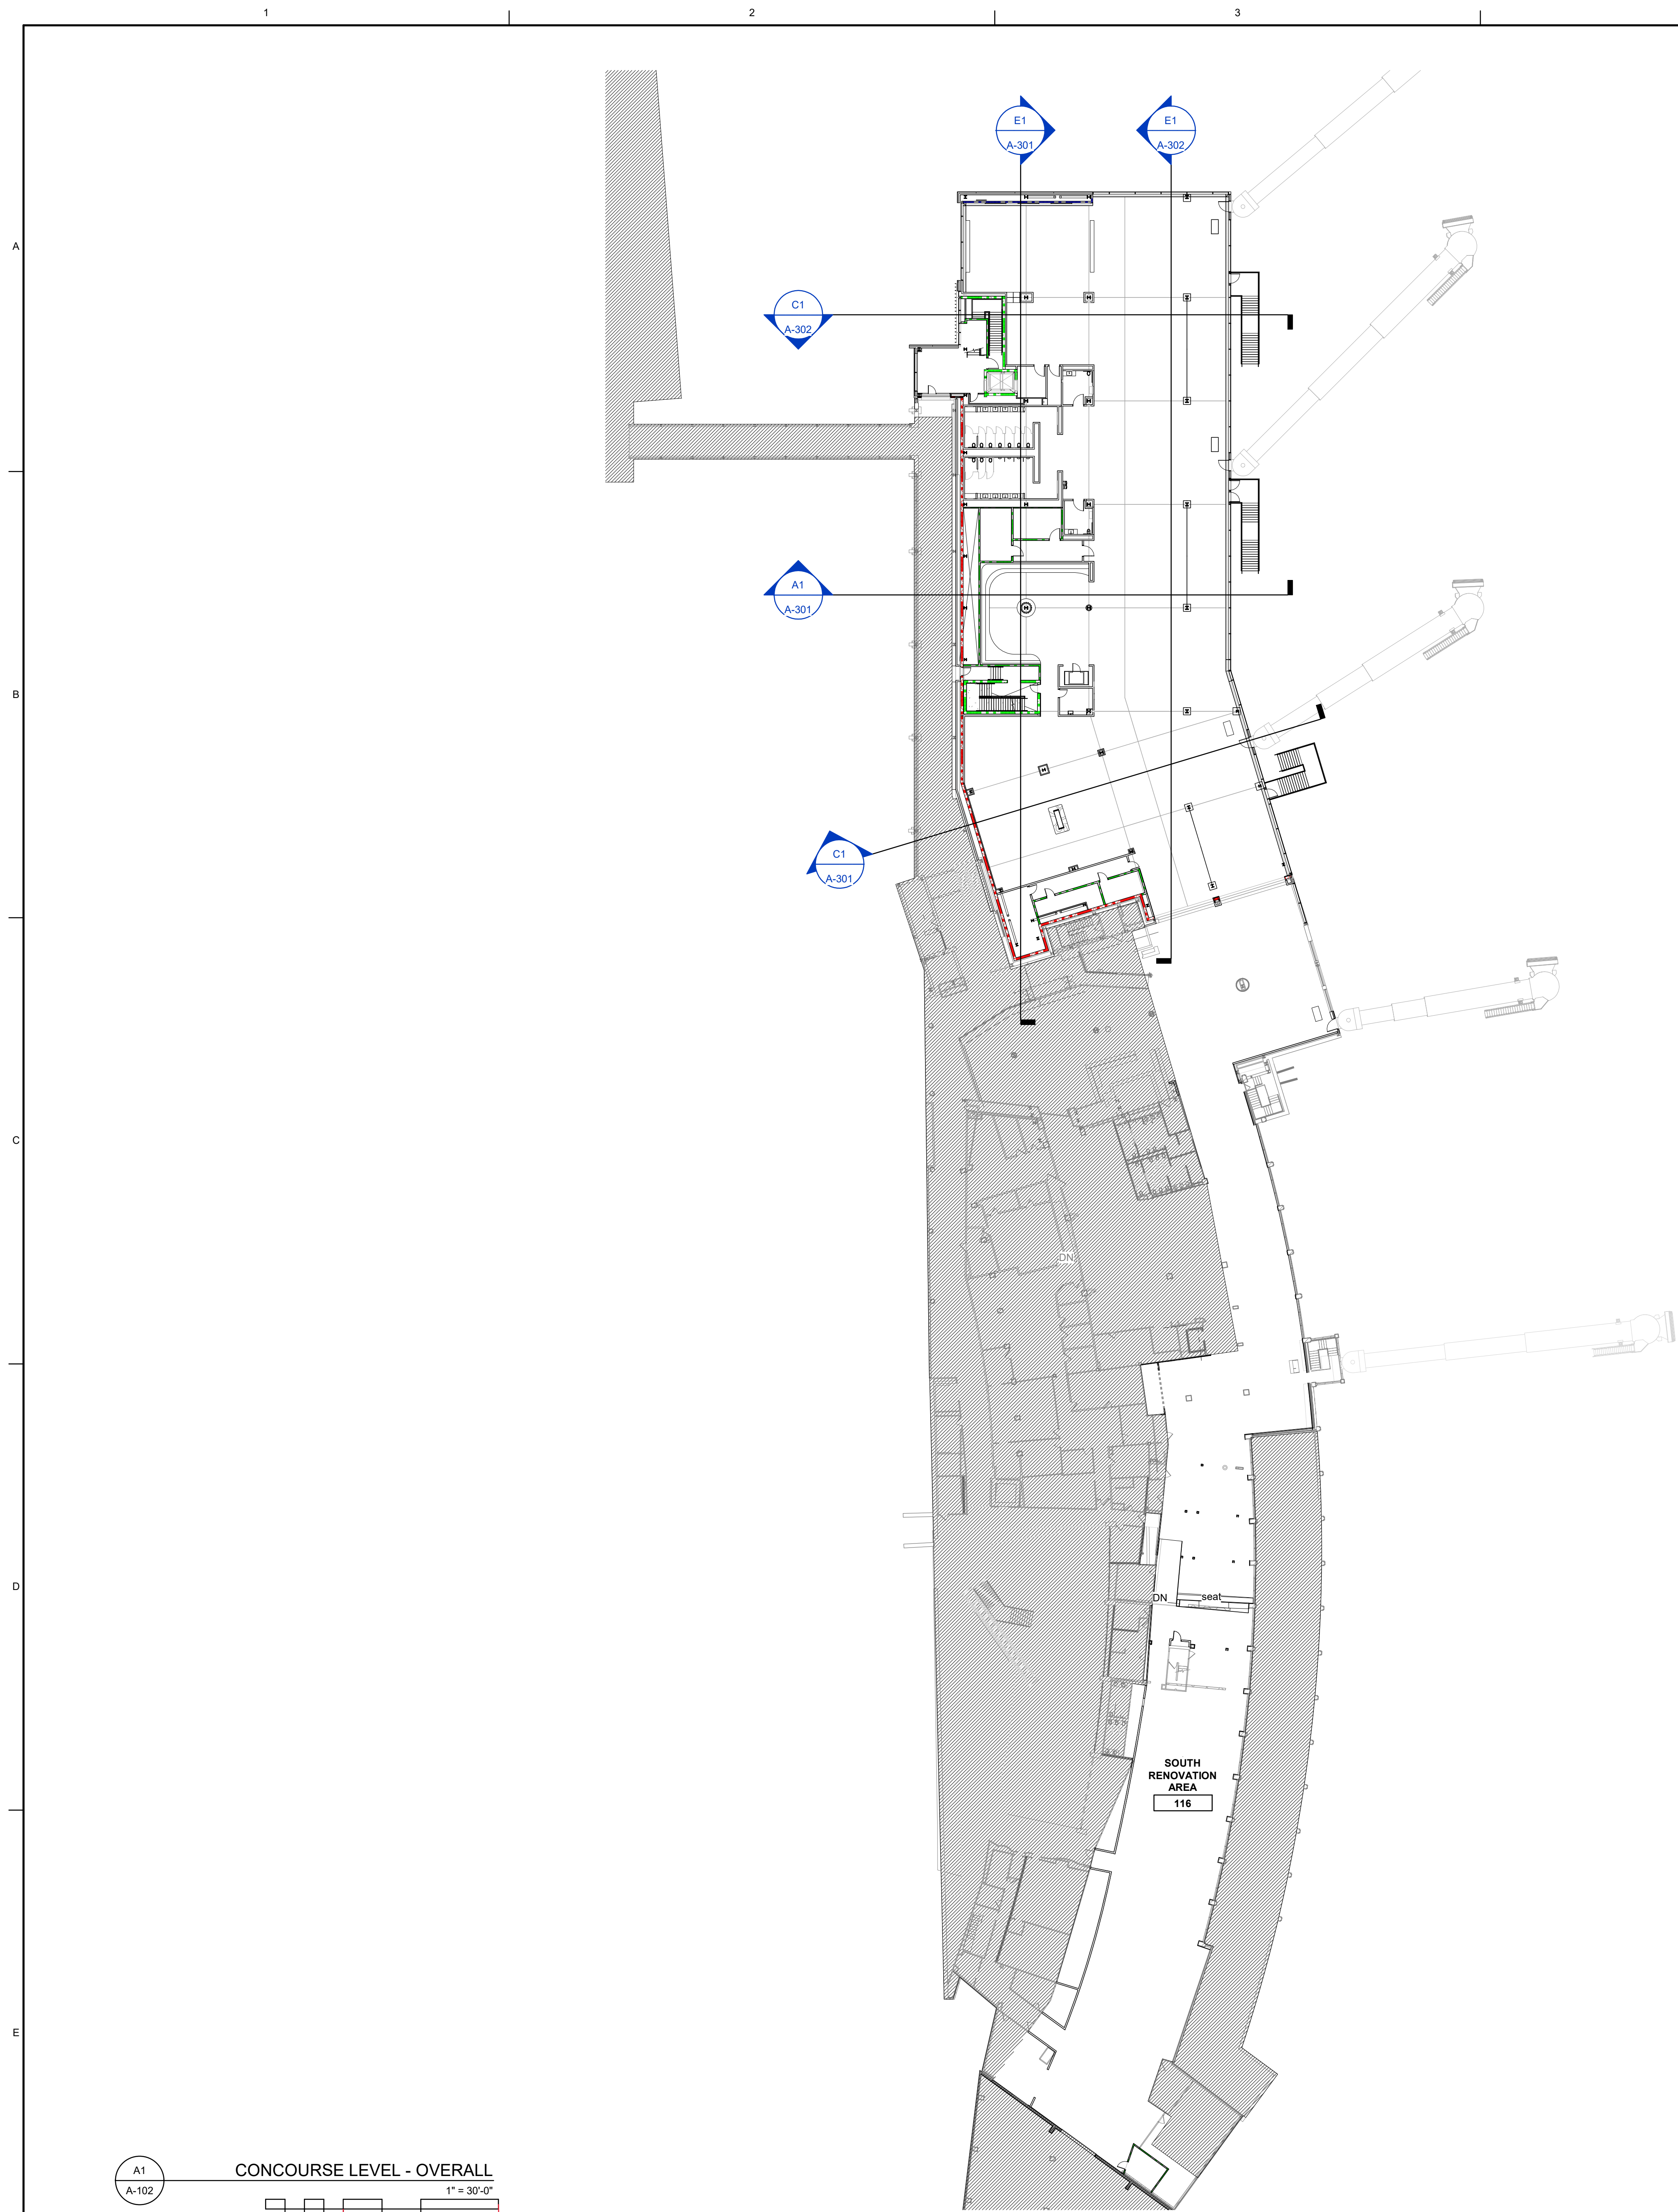 1
2
3
E1
A-301
E1
A-302
A
C1
A-302
A1
A-301
B
C1
A-301
C
DN
D
DN
seat
SOUTH
RENOVATION
AREA
116
E
A1
A-102
CONCOURSE LEVEL - OVERALL
1" = 30'-0"